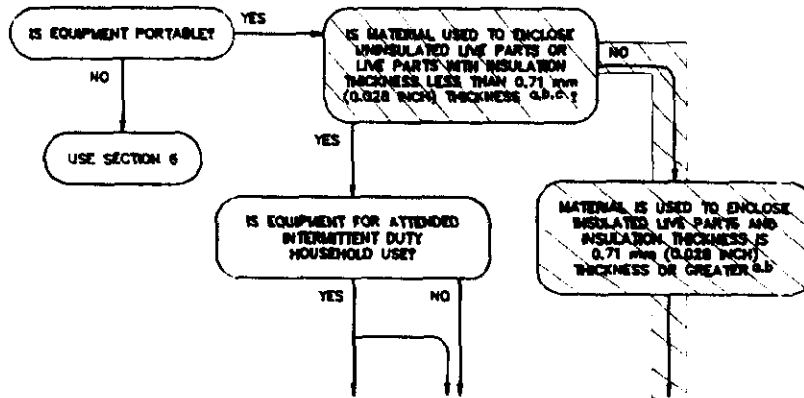 IS EQUIPMENT PORTABLE?
YES
NO
USE SECTION 6
IS MATERIAL USED TO ENCLOSE
UNINSULATED LIVE PARTS OR
LIVE PARTS WITH INSULATION
THICKNESS LESS THAN 0.71 mm
(0.028 INCH) THICKNESS a,b,c ?
NO
YES
IS EQUIPMENT FOR ATTENDED
INTERMITTENT DUTY
HOUSEHOLD USE?
YES
NO
MATERIAL IS USED TO ENCLOSE
INSULATED LIVE PARTS AND
INSULATION THICKNESS IS
0.71 mm (0.028 INCH)
THICKNESS OR GREATER a,b